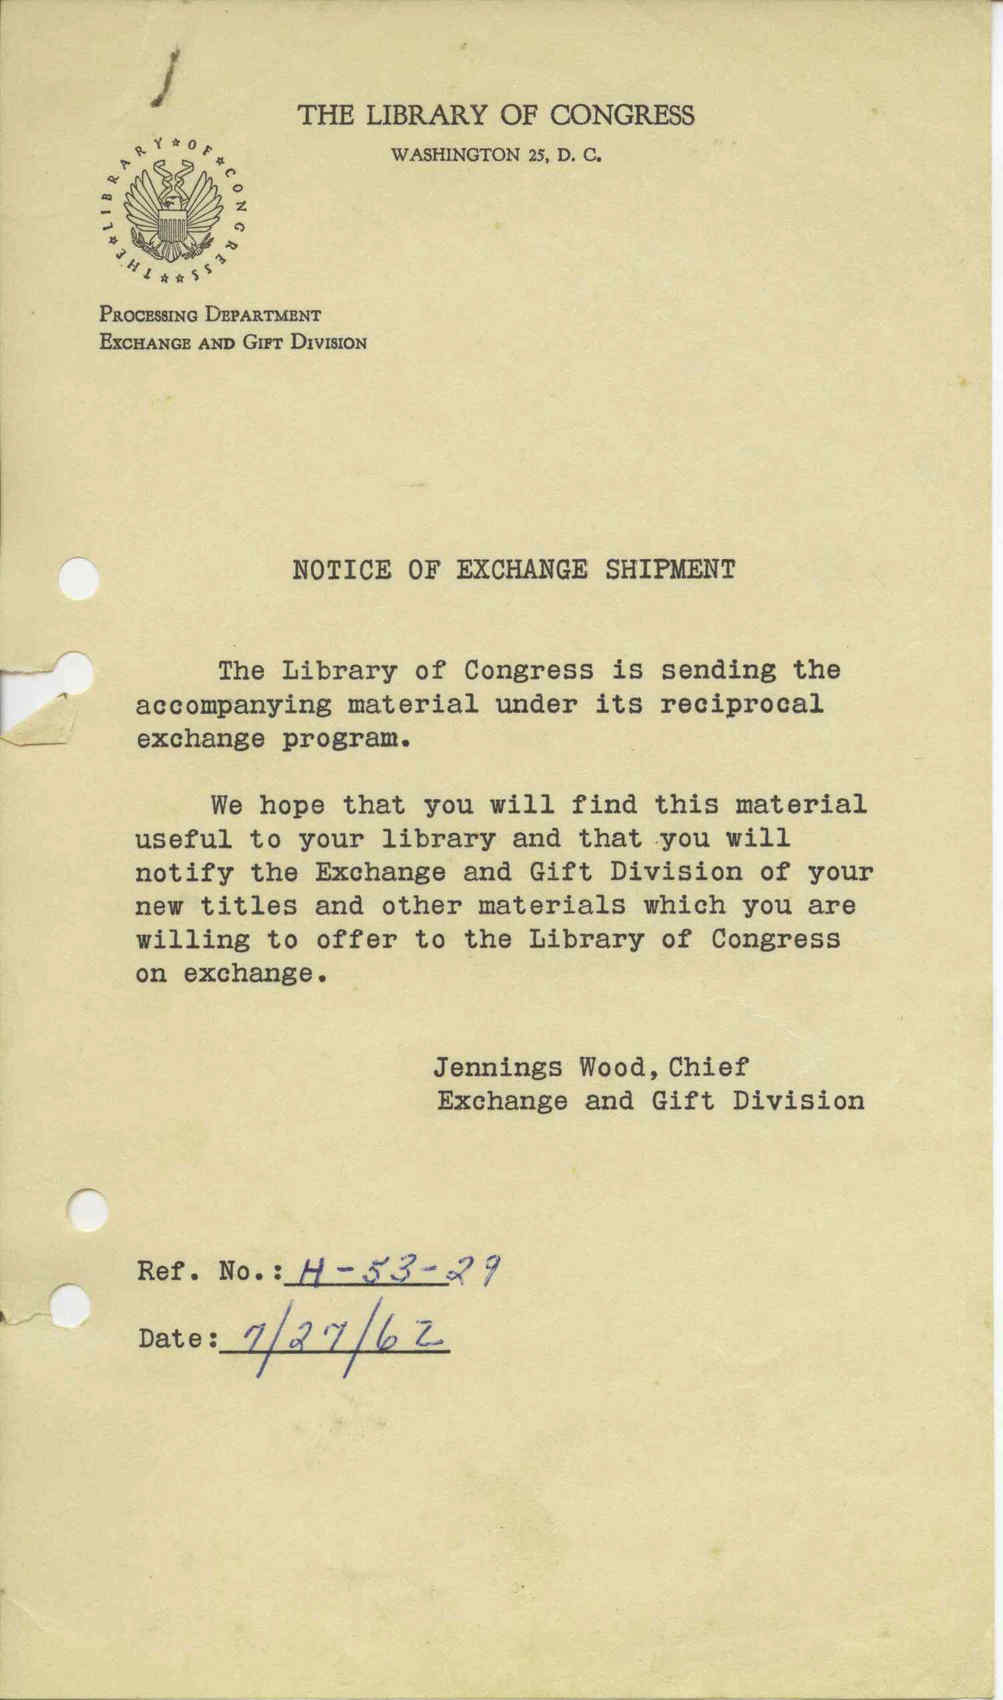 THE LIBRARY OF CONGRESS
WASHINGTON 25, D. C.
THE ★ LIBRARY ★ OF ★ CONGRESS ★★
PROCESSING DEPARTMENT
EXCHANGE AND GIFT DIVISION
NOTICE OF EXCHANGE SHIPMENT
The Library of Congress is sending the
accompanying material under its reciprocal
exchange program.
We hope that you will find this material
useful to your library and that you will
notify the Exchange and Gift Division of your
new titles and other materials which you are
willing to offer to the Library of Congress
on exchange.
Jennings Wood, Chief
Exchange and Gift Division
Ref. No.: H-53-29
Date: 7/27/62